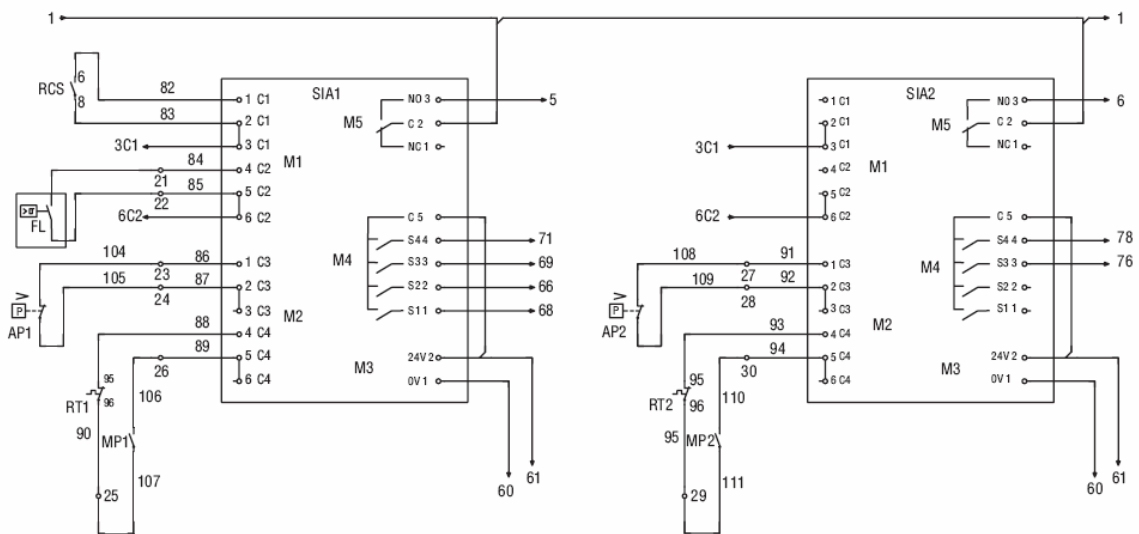 1 1
6
RCS
8
82
83
3C1
84
21
85
22
6C2
FL
104
86
23
105
87
24
P
V
AP1
88
89
26
95
96
RT1
106
90
MP1
107
25
SIA1
1 C1
2 C1
3 C1
4 C2
5 C2
6 C2
M1
1 C3
2 C3
3 C3
M2
4 C4
5 C4
6 C4
M5
NO 3
C 2
NC 1
5
C 5
S4 4
S3 3
S2 2
S1 1
M4
71
69
66
68
M3
24V 2
0V 1
60
61
3C1
6C2
108
91
27
109
92
28
P
V
AP2
93
94
30
95
96
RT2
110
95
MP2
111
29
SIA2
1 C1
2 C1
3 C1
4 C2
5 C2
6 C2
M1
1 C3
2 C3
3 C3
M2
4 C4
5 C4
6 C4
M5
NO 3
C 2
NC 1
6
C 5
S4 4
S3 3
S2 2
S1 1
M4
78
76
M3
24V 2
0V 1
60
61